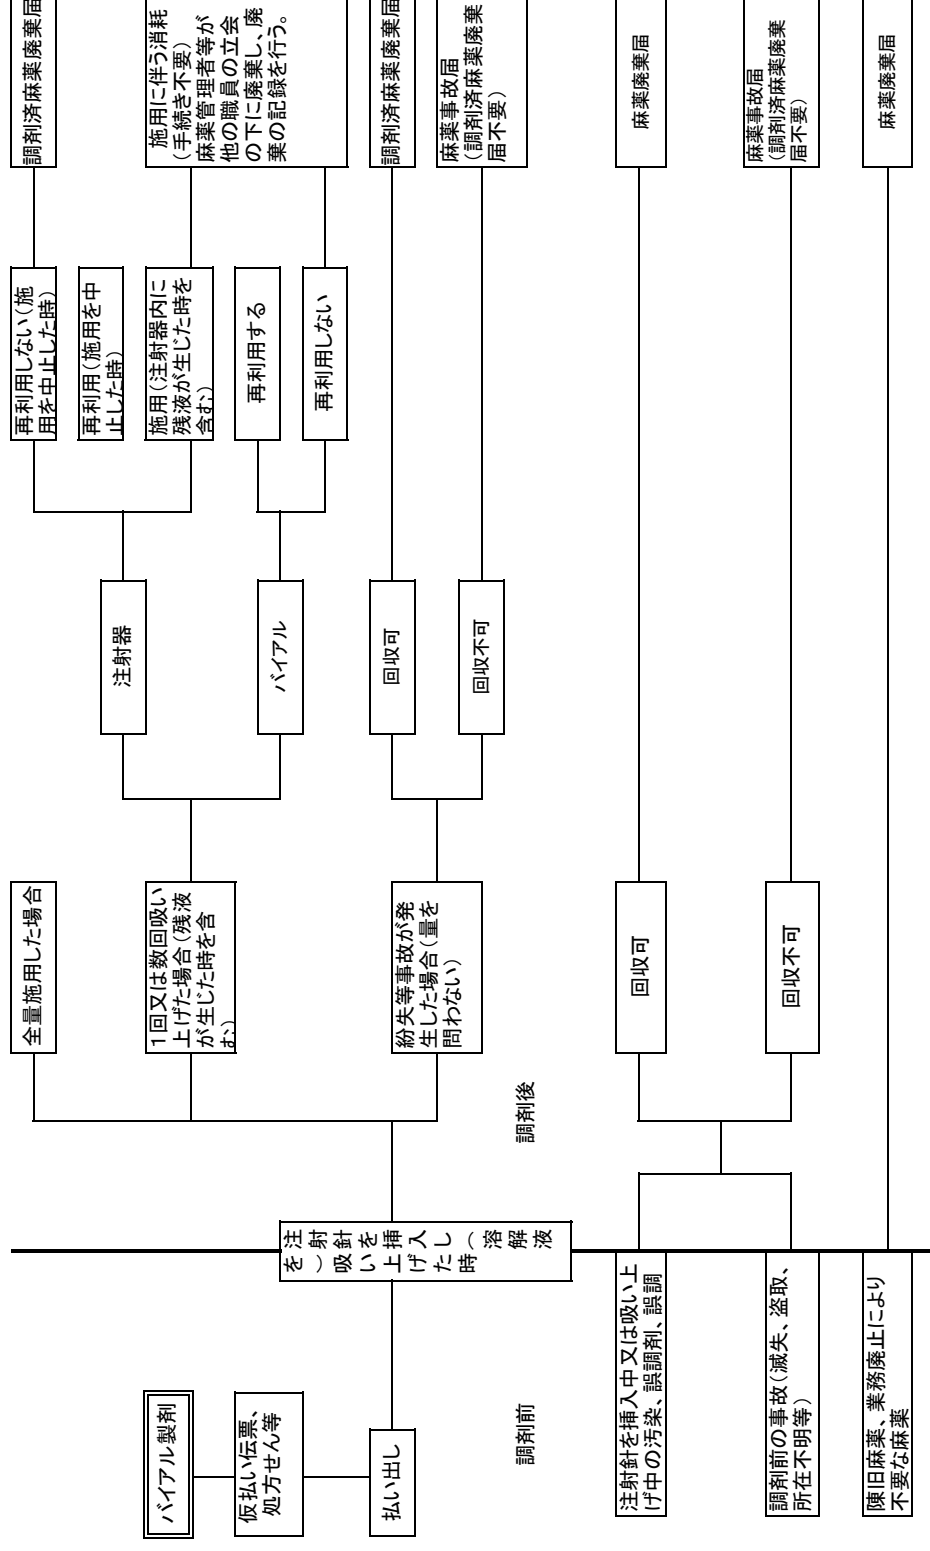 バイアル製剤
仮払い伝票、
処方せん等
払い出し
調剤前
注射針を挿入し(溶解液
を)吸い上げた時
調剤後
全量施用した場合
1回又は数回吸い
上げた場合(残液
が生じた時を含
む)
紛失等事故が発
生した場合(量を
問わない)
注射器
バイアル
回収可
回収不可
再利用しない(施
用を中止した時)
再利用(施用を中
止した時)
施用(注射器内に
残液が生じた時を
含む)
再利用する
再利用しない
調剤済麻薬廃棄届
施用に伴う消耗
(手続き不要)
麻薬管理者等が
他の職員の立会
の下に廃棄し、廃
棄の記録を行う。
調剤済麻薬廃棄届
麻薬事故届
(調剤済麻薬廃棄
届不要)
注射針を挿入中又は吸い上
げ中の汚染、誤調剤、誤調
調剤前の事故(滅失、盗取、
所在不明等)
陳旧麻薬、業務廃止により
不要な麻薬
回収可
回収不可
麻薬廃棄届
麻薬事故届
(調剤済麻薬廃棄
届不要)
麻薬廃棄届